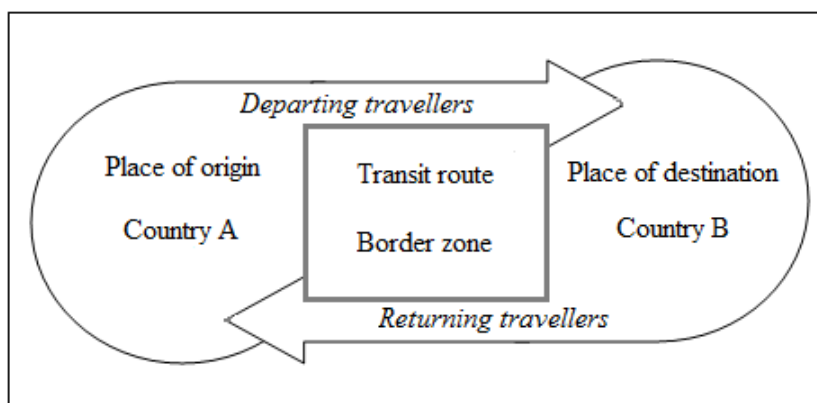 Departing travellers
Place of origin
Country A
Transit route
Border zone
Place of destination
Country B
Returning travellers